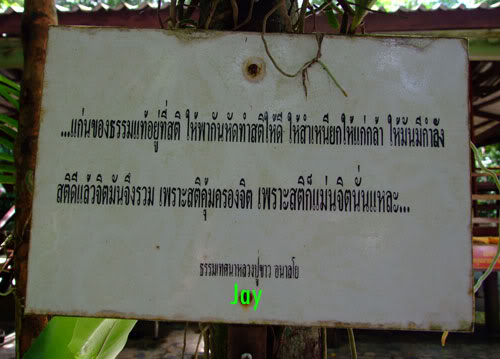 ...แก่นของธรรมแท้อยู่ที่สติ ให้พากันหัดทำสติให้ดี ให้สำเหนียกให้แก่กล้า ให้มันมีกำลัง
สติดีแล้วจิตมันจึงรวม เพราะสติคุ้มครองจิต เพราะสติก็แม่นจิตนั่นแหละ...
ธรรมเทศนาหลวงปู่ขาว อนาลโย
Jay